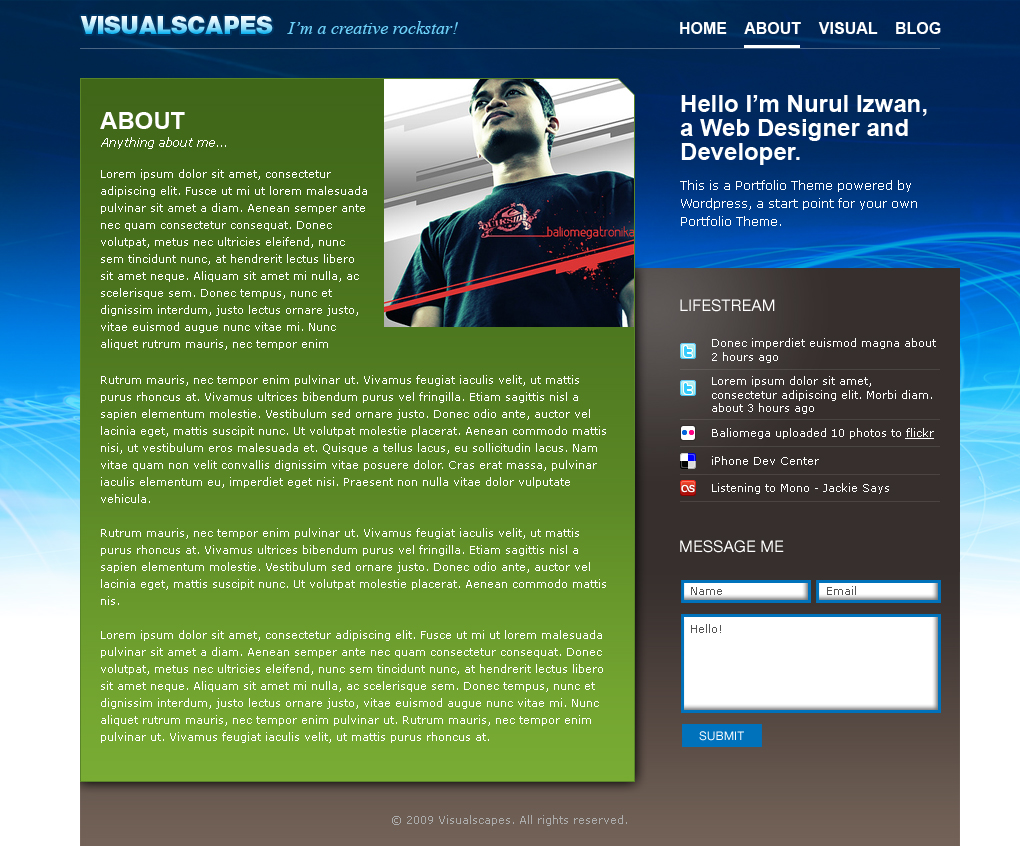 VISUALSCAPES I'm a creative rockstar! HOME ABOUT VISUAL BLOG
ABOUT
Anything about me...
Lorem ipsum dolor sit amet, consectetur
adipiscing elit. Fusce ut mi ut lorem malesuada
pulvinar sit amet a diam. Aenean semper ante
nec quam consectetur consequat. Donec
volutpat, metus nec ultricies eleifend, nunc
sem tincidunt nunc, at hendrerit lectus libero
sit amet neque. Aliquam sit amet mi nulla, ac
scelerisque sem. Donec tempus, nunc et
dignissim interdum, justo lectus ornare justo,
vitae euismod augue nunc vitae mi. Nunc
aliquet rutrum mauris, nec tempor enim
QUIKSILVER
baliomegatronika
Rutrum mauris, nec tempor enim pulvinar ut. Vivamus feugiat iaculis velit, ut mattis
purus rhoncus at. Vivamus ultrices bibendum purus vel fringilla. Etiam sagittis nisl a
sapien elementum molestie. Vestibulum sed ornare justo. Donec odio ante, auctor vel
lacinia eget, mattis suscipit nunc. Ut volutpat molestie placerat. Aenean commodo mattis
nisi, ut vestibulum eros malesuada et. Quisque a tellus lacus, eu sollicitudin lacus. Nam
vitae quam non velit convallis dignissim vitae posuere dolor. Cras erat massa, pulvinar
iaculis elementum eu, imperdiet eget nisi. Praesent non nulla vitae dolor vulputate
vehicula.
Rutrum mauris, nec tempor enim pulvinar ut. Vivamus feugiat iaculis velit, ut mattis
purus rhoncus at. Vivamus ultrices bibendum purus vel fringilla. Etiam sagittis nisl a
sapien elementum molestie. Vestibulum sed ornare justo. Donec odio ante, auctor vel
lacinia eget, mattis suscipit nunc. Ut volutpat molestie placerat. Aenean commodo mattis
nis.
Lorem ipsum dolor sit amet, consectetur adipiscing elit. Fusce ut mi ut lorem malesuada
pulvinar sit amet a diam. Aenean semper ante nec quam consectetur consequat. Donec
volutpat, metus nec ultricies eleifend, nunc sem tincidunt nunc, at hendrerit lectus libero
sit amet neque. Aliquam sit amet mi nulla, ac scelerisque sem. Donec tempus, nunc et
dignissim interdum, justo lectus ornare justo, vitae euismod augue nunc vitae mi. Nunc
aliquet rutrum mauris, nec tempor enim pulvinar ut. Rutrum mauris, nec tempor enim
pulvinar ut. Vivamus feugiat iaculis velit, ut mattis purus rhoncus at.
Hello I'm Nurul Izwan,
a Web Designer and
Developer.
This is a Portfolio Theme powered by
Wordpress, a start point for your own
Portfolio Theme.
LIFESTREAM
Donec imperdiet euismod magna about
2 hours ago
Lorem ipsum dolor sit amet,
consectetur adipiscing elit. Morbi diam.
about 3 hours ago
Baliomega uploaded 10 photos to flickr
iPhone Dev Center
Listening to Mono - Jackie Says
MESSAGE ME
Name Email
Hello!
SUBMIT
© 2009 Visualscapes. All rights reserved.